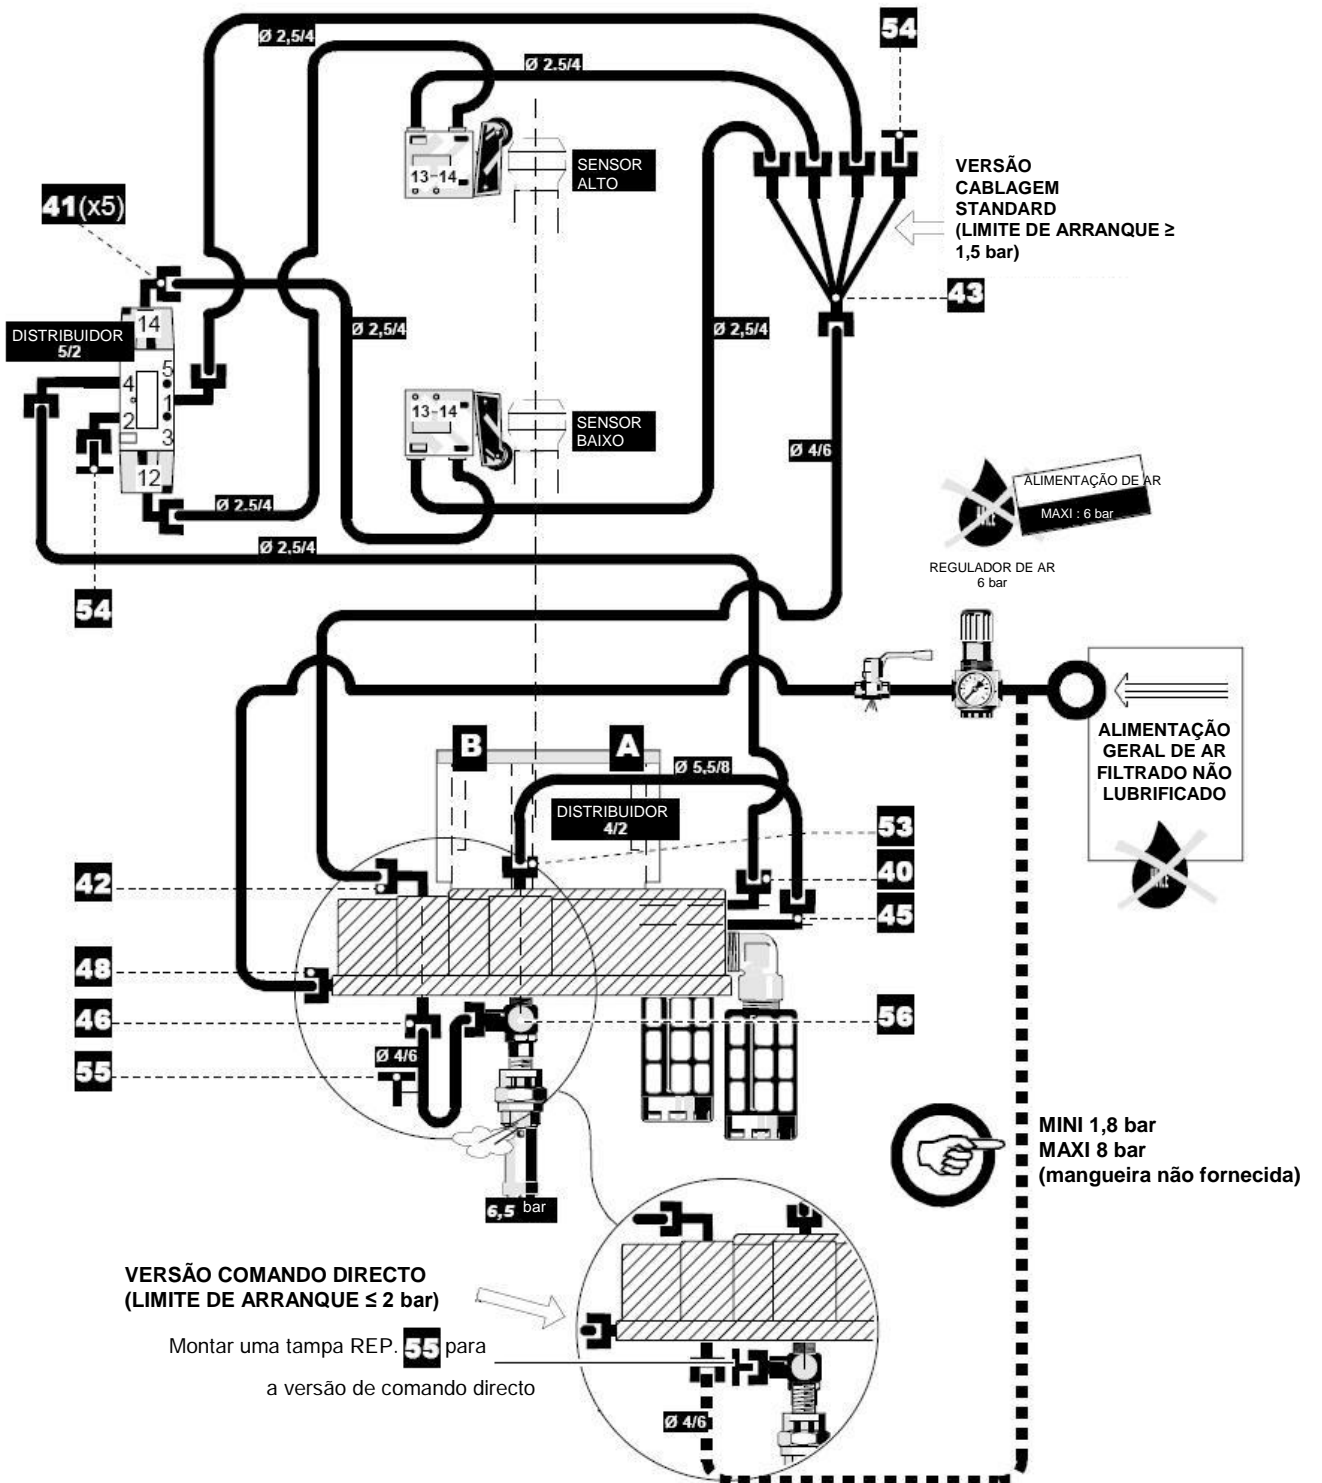 Ø 2,5/4
54
Ø 2.5/4
SENSOR
ALTO
13-14
VERSÃO
CABLAGEM
STANDARD
(LIMITE DE ARRANQUE ≥
1,5 bar)
41(x5)
43
14
DISTRIBUIDOR
5/2
Ø 2,5/4
Ø 2,5/4
5
4
1
2
3
13-14
SENSOR
BAIXO
Ø 4/6
12
ALIMENTAÇÃO DE AR
MAXI : 6 bar
Ø 2.5/4
Ø 2,5/4
REGULADOR DE AR
6 bar
54
ALIMENTAÇÃO
GERAL DE AR
FILTRADO NÃO
LUBRIFICADO
B
A
Ø 5,5/8
DISTRIBUIDOR
4/2
53
42
40
45
48
46
56
Ø 4/6
55
MINI 1,8 bar
MAXI 8 bar
(mangueira não fornecida)
6,5 bar
VERSÃO COMANDO DIRECTO
(LIMITE DE ARRANQUE ≤ 2 bar)
Montar uma tampa REP. 55 para
a versão de comando directo
Ø 4/6